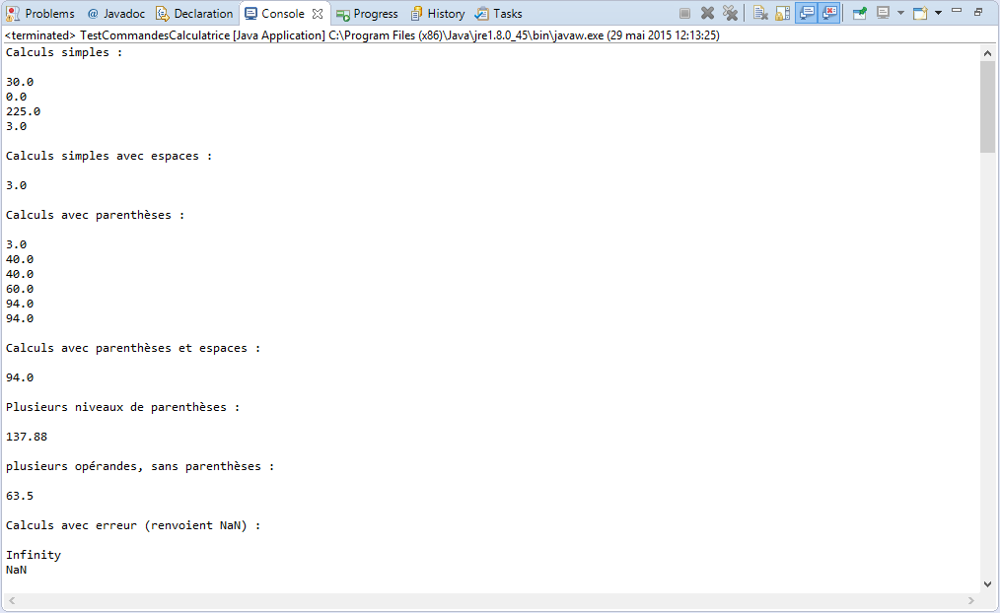 Problems @ Javadoc Declaration Console Progress History Tasks
<terminated> TestCommandesCalculatrice [Java Application] C:\Program Files (x86)\Java\jre1.8.0_45\bin\javaw.exe (29 mai 2015 12:13:25)
Calculs simples :
30.0
0.0
225.0
3.0
Calculs simples avec espaces :
3.0
Calculs avec parenthèses :
3.0
40.0
40.0
60.0
94.0
94.0
Calculs avec parenthèses et espaces :
94.0
Plusieurs niveaux de parenthèses :
137.88
plusieurs opérandes, sans parenthèses :
63.5
Calculs avec erreur (renvoient NaN) :
Infinity
NaN